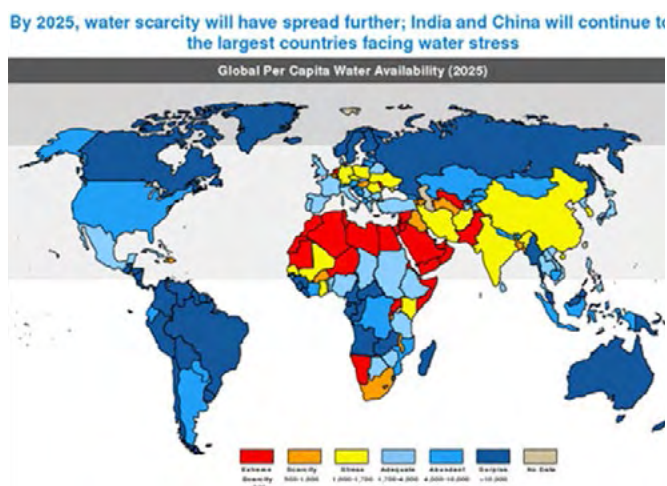 By 2025, water scarcity will have spread further; India and China will continue to
the largest countries facing water stress
Global Per Capita Water Availability (2025)
Extreme Scarcity Stress Adequate Abundant Surplus No Data
Scarcity 500-1,000 1,000-1,700 1,700-4,000 4,000-10,000 >10,000